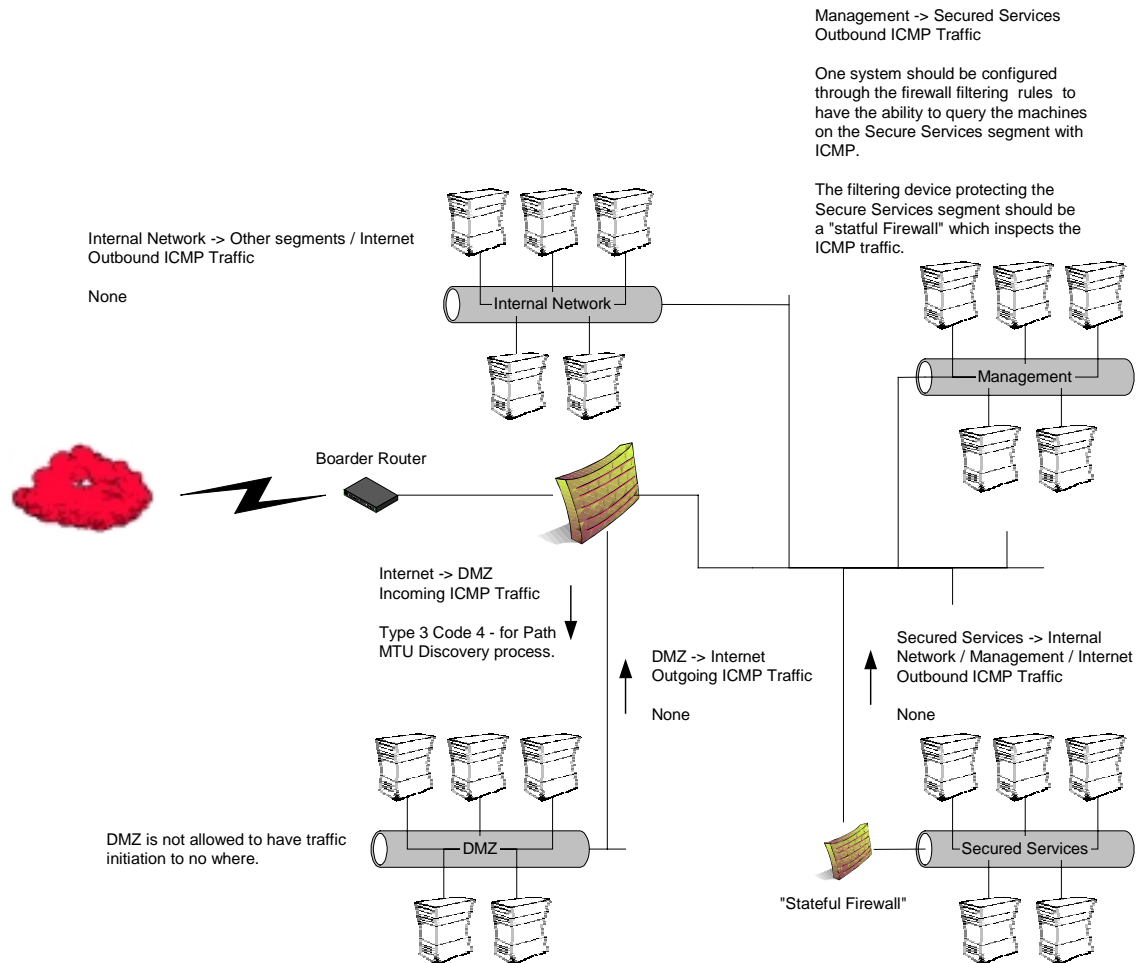 Management -> Secured Services
Outbound ICMP Traffic
One system should be configured
through the firewall filtering rules to
have the ability to query the machines
on the Secure Services segment with
ICMP.
The filtering device protecting the
Secure Services segment should be
a "statful Firewall" which inspects the
ICMP traffic.
Internal Network -> Other segments / Internet
Outbound ICMP Traffic
None
Internal Network
Management
Boarder Router
Internet -> DMZ
Incoming ICMP Traffic
Type 3 Code 4 - for Path
MTU Discovery process.
DMZ -> Internet
Outgoing ICMP Traffic
None
Secured Services -> Internal
Network / Management / Internet
Outbound ICMP Traffic
None
DMZ is not allowed to have traffic
initiation to no where.
DMZ
Secured Services
"Stateful Firewall"